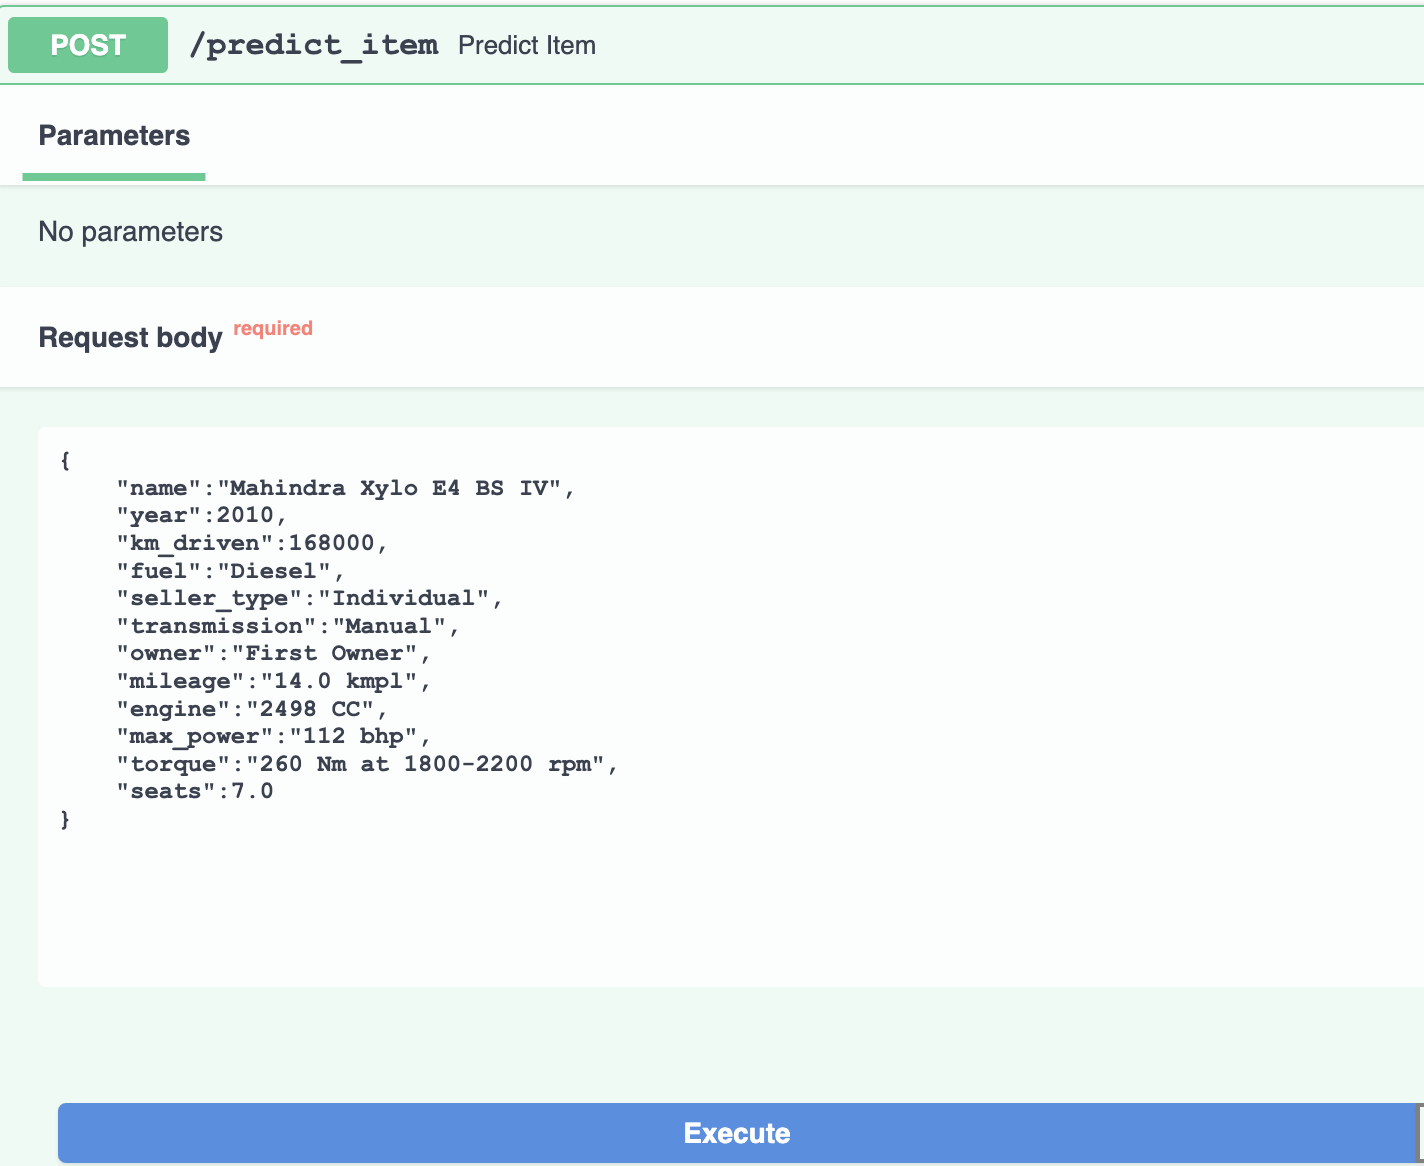 POST /predict_item Predict Item
Parameters
No parameters
Request body required
{
    "name":"Mahindra Xylo E4 BS IV",
    "year":2010,
    "km_driven":168000,
    "fuel":"Diesel",
    "seller_type":"Individual",
    "transmission":"Manual",
    "owner":"First Owner",
    "mileage":"14.0 kmpl",
    "engine":"2498 CC",
    "max_power":"112 bhp",
    "torque":"260 Nm at 1800-2200 rpm",
    "seats":7.0
}
Execute